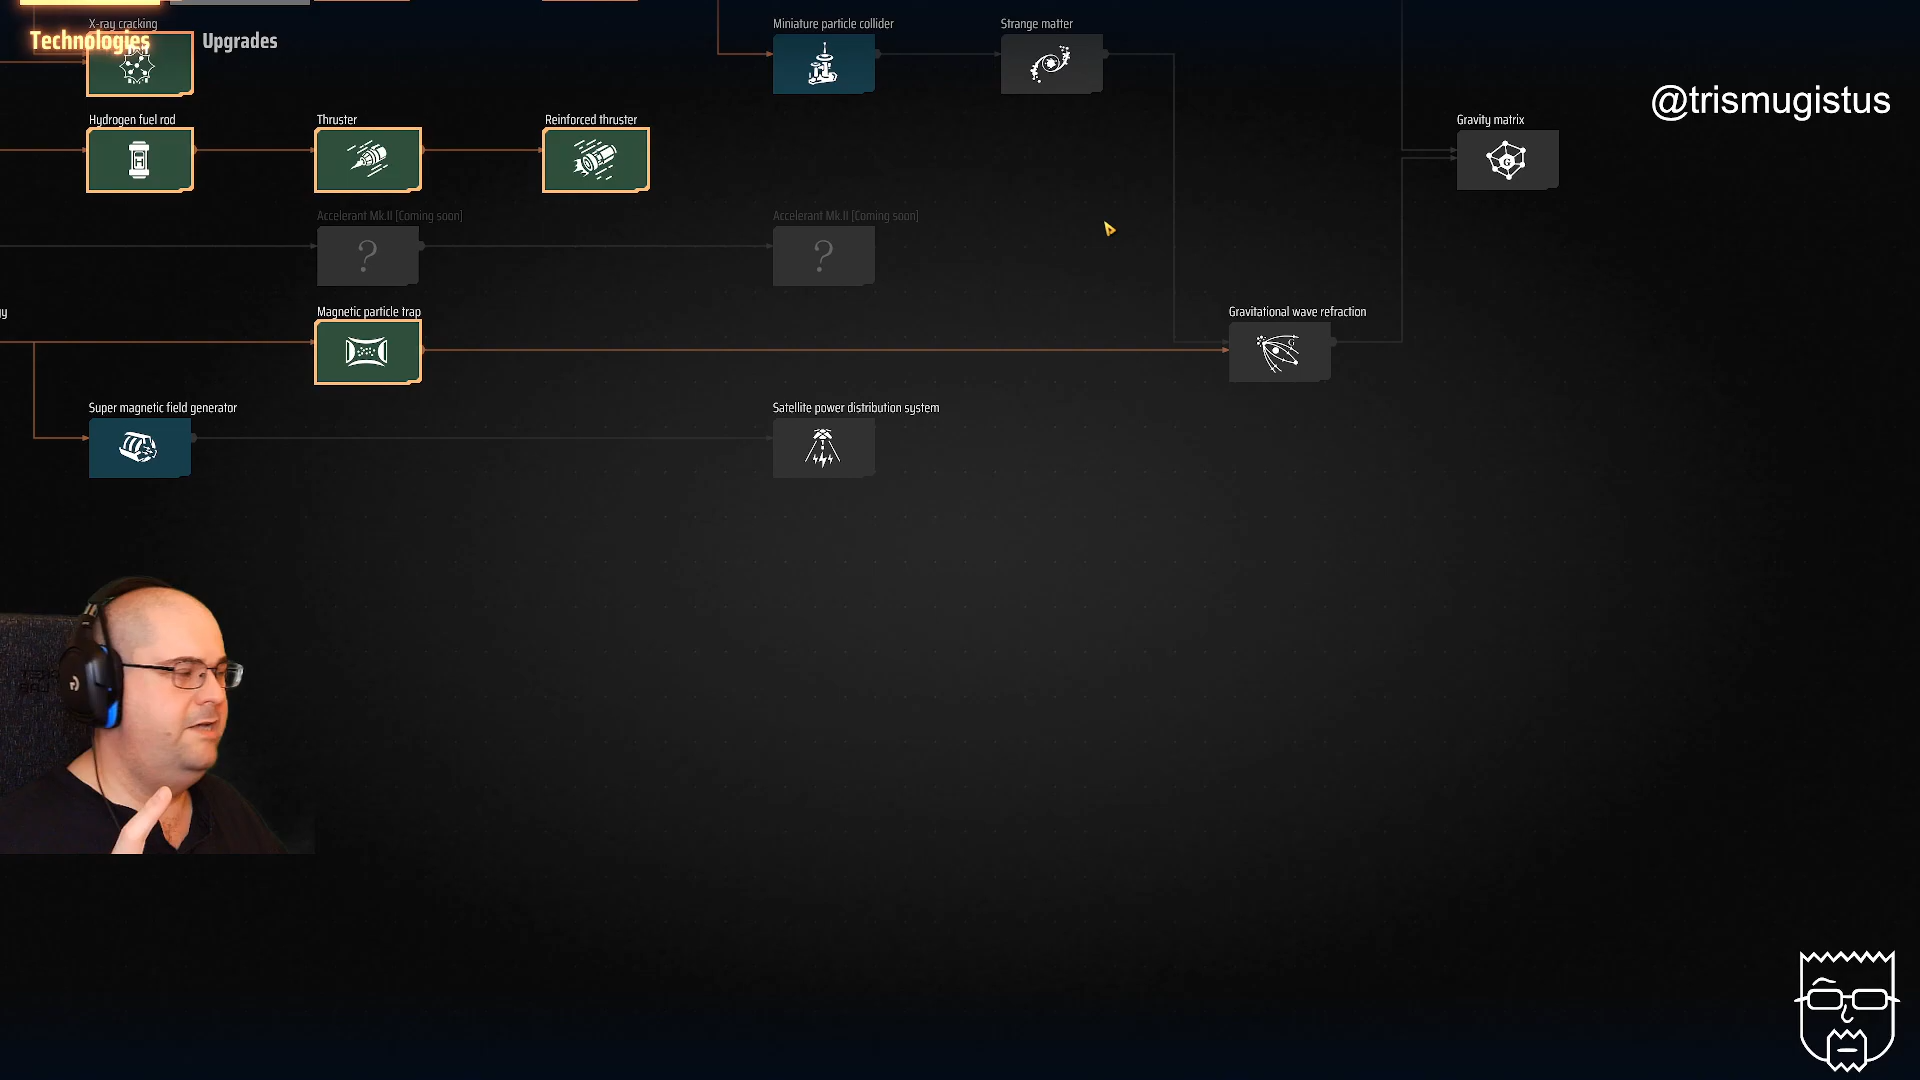 X-ray cracking
Miniature particle collider
Strange matter
Technologies
Upgrades
@trismugistus
Hydrogen fuel rod
Thruster
Reinforced thruster
Gravity matrix
H
G
Accelerant Mk.II [Coming soon]
Accelerant Mk.II [Coming soon]
?
?
Magnetic particle trap
Gravitational wave refraction
G
Super magnetic field generator
Satellite power distribution system